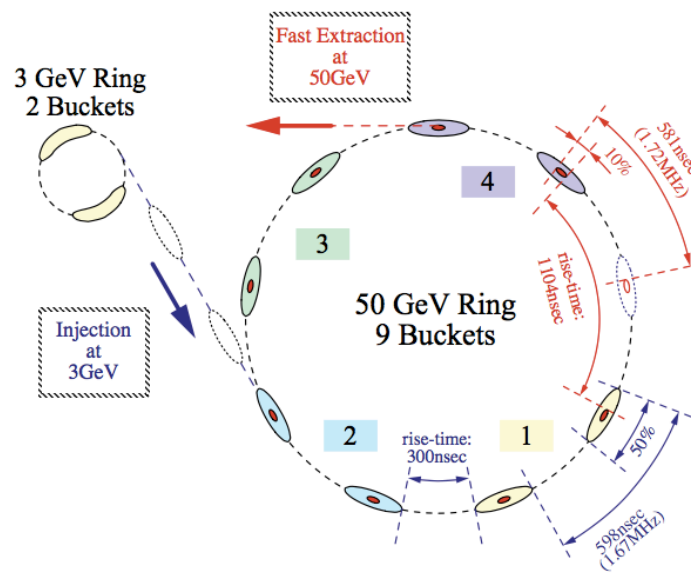 Fast Extraction
at
50GeV
3 GeV Ring
2 Buckets
581nsec
(1.72MHz)
10%
4
3
rise-time:
1104nsec
50 GeV Ring
9 Buckets
Injection
at
3GeV
2
rise-time:
300nsec
1
50%
598nsec
(1.67MHz)